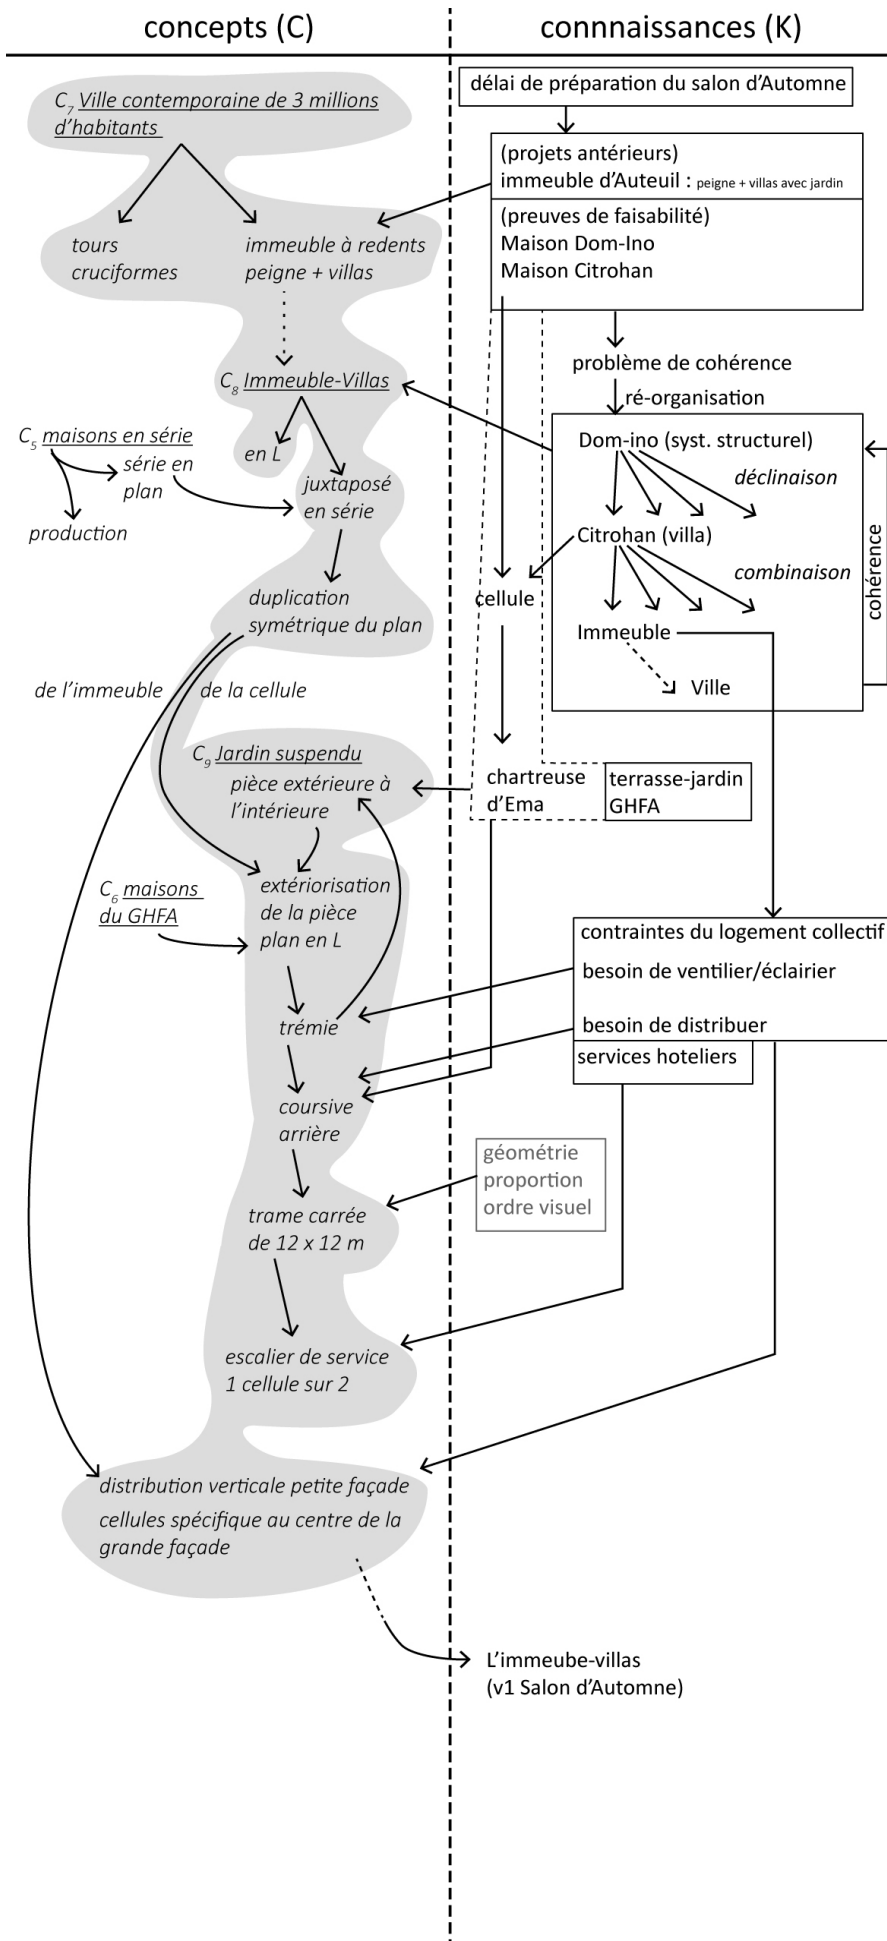 concepts (C)
connnaissances (K)
C7 Ville contemporaine de 3 millions
d'habitants
tours
cruciformes
immeuble à redents
peigne + villas
C8 Immeuble-Villas
en L
C5 maisons en série
série en
plan
production
juxtaposé
en série
duplication
symétrique du plan
de l'immeuble
de la cellule
C9 Jardin suspendu
pièce extérieure à
l'intérieure
C6 maisons
du GHFA
extériorisation
de la pièce
plan en L
trémie
coursive
arrière
trame carrée
de 12 x 12 m
escalier de service
1 cellule sur 2
distribution verticale petite façade
cellules spécifique au centre de la
grande façade
délai de préparation du salon d'Automne
(projets antérieurs)
immeuble d'Auteuil : peigne + villas avec jardin
(preuves de faisabilité)
Maison Dom-Ino
Maison Citrohan
problème de cohérence
ré-organisation
Dom-ino (syst. structurel)
déclinaison
Citrohan (villa)
combinaison
cohérence
cellule
Immeuble
Ville
chartreuse
d'Ema
terrasse-jardin
GHFA
contraintes du logement collectif
besoin de ventilier/éclairier
besoin de distribuer
services hoteliers
géométrie
proportion
ordre visuel
L'immeube-villas
(v1 Salon d'Automne)